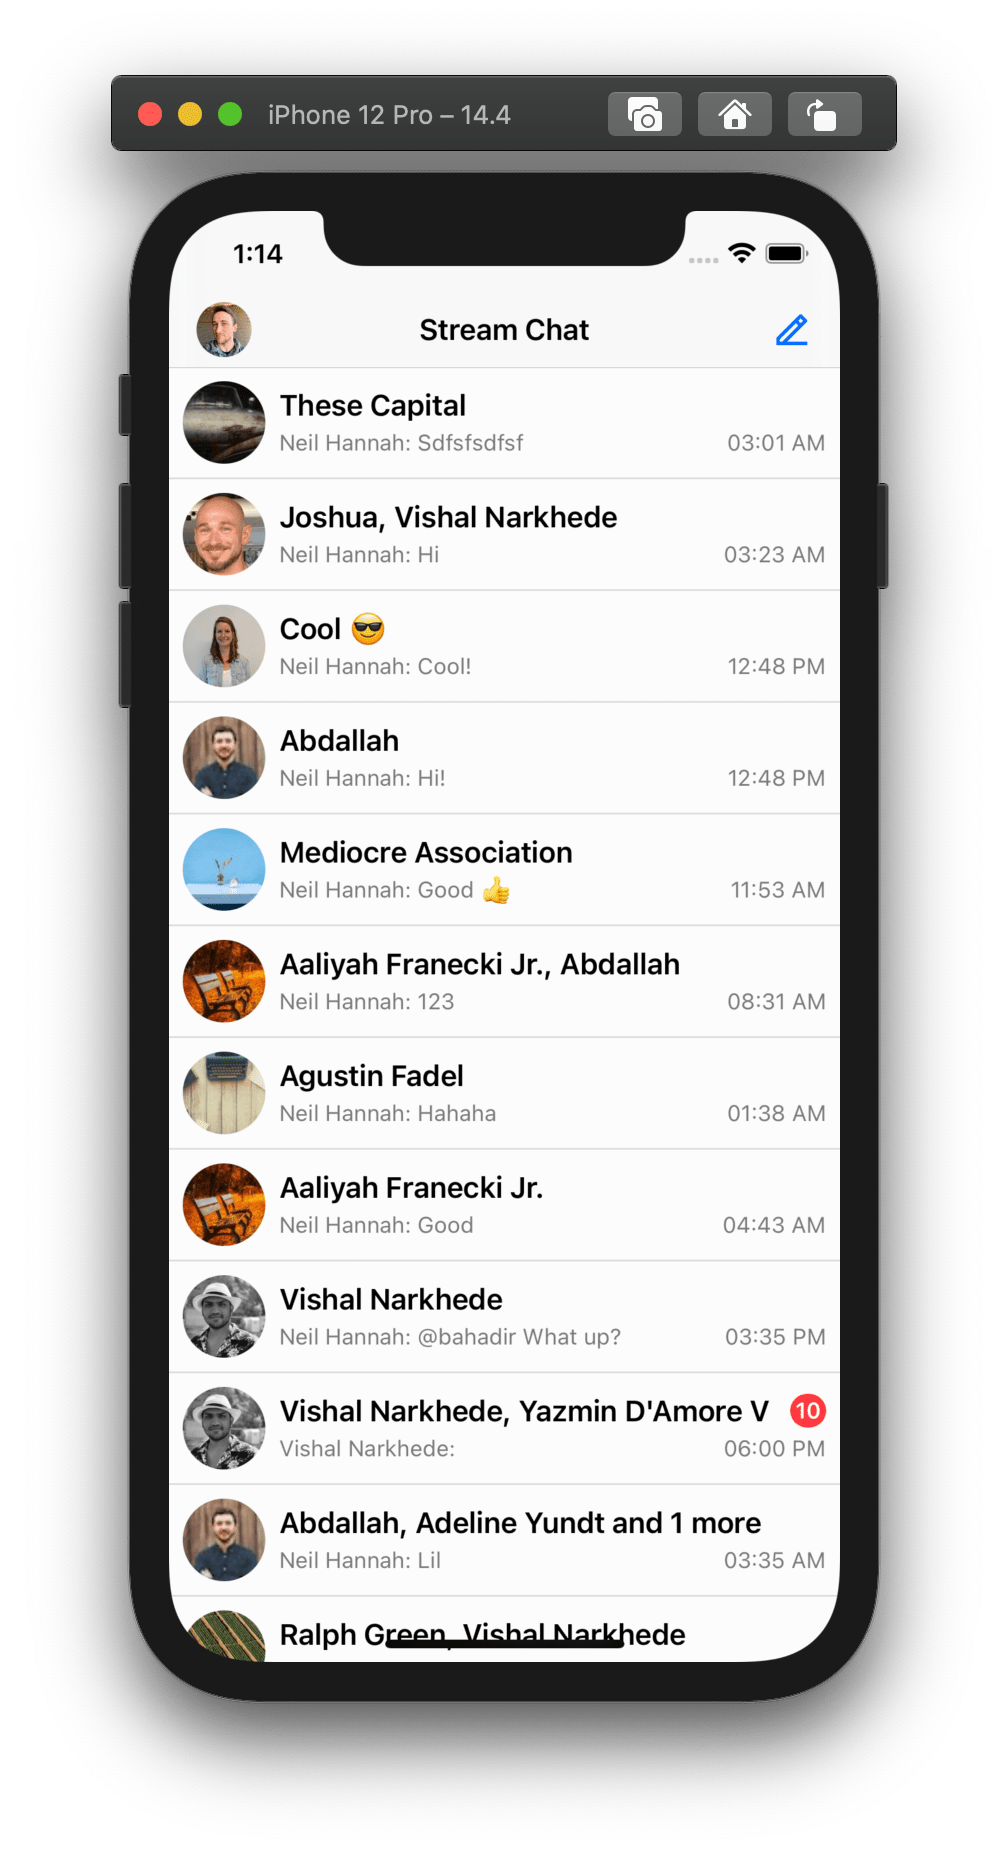 iPhone 12 Pro – 14.4
1:14
Stream Chat
These Capital
Neil Hannah: Sdfsfsdfsf 03:01 AM
Joshua, Vishal Narkhede
Neil Hannah: Hi 03:23 AM
Cool 😎
Neil Hannah: Cool! 12:48 PM
Abdallah
Neil Hannah: Hi! 12:48 PM
Mediocre Association
Neil Hannah: Good 👍 11:53 AM
Aaliyah Franecki Jr., Abdallah
Neil Hannah: 123 08:31 AM
Agustin Fadel
Neil Hannah: Hahaha 01:38 AM
Aaliyah Franecki Jr.
Neil Hannah: Good 04:43 AM
Vishal Narkhede
Neil Hannah: @bahadir What up? 03:35 PM
Vishal Narkhede, Yazmin D'Amore V 10
Vishal Narkhede: 06:00 PM
Abdallah, Adeline Yundt and 1 more
Neil Hannah: Lil 03:35 AM
Ralph Green, Vishal Narkhede